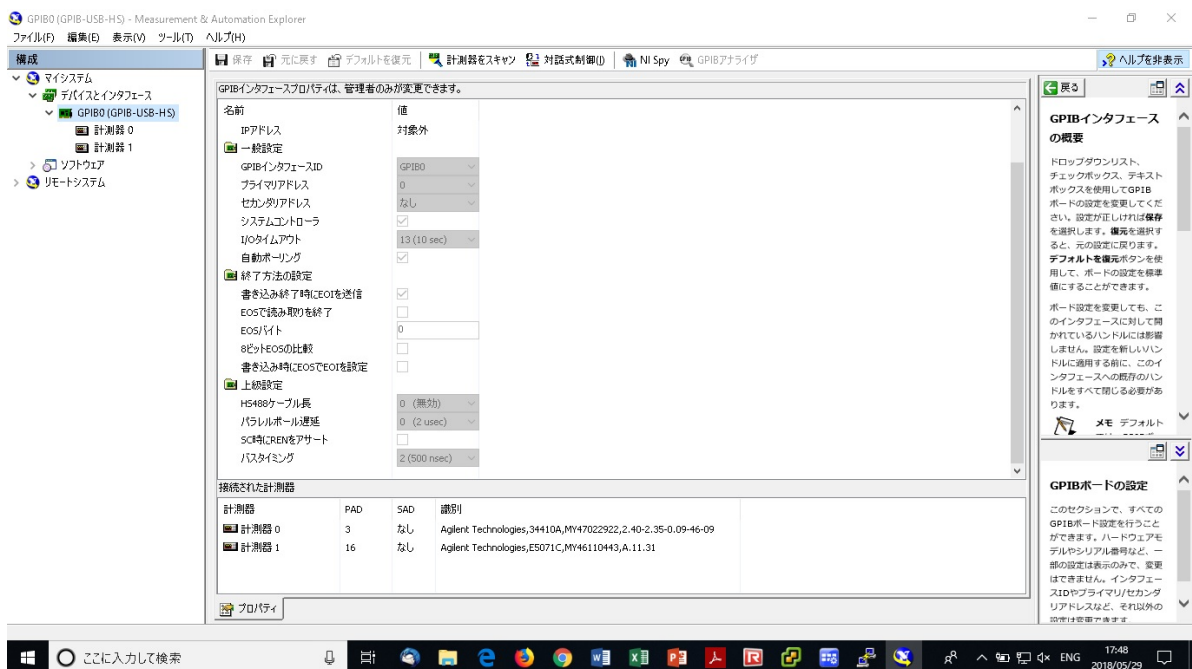 GPIB0 (GPIB-USB-HS) - Measurement & Automation Explorer
ファイル(F) 編集(E) 表示(V) ツール(T) ヘルプ(H)
構成
マイシステム
デバイスとインタフェース
GPIB0 (GPIB-USB-HS)
計測器 0
計測器 1
ソフトウェア
リモートシステム
保存 元に戻す デフォルトを復元 計測器をスキャン 対話式制御(I) NI Spy GPIBアナライザ
ヘルプを非表示
GPIBインタフェースプロパティは、管理者のみが変更できます。
名前 値
IPアドレス 対象外
一般設定
GPIBインタフェースID GPIB0
プライマリアドレス 0
セカンダリアドレス なし
システムコントローラ
I/Oタイムアウト 13 (10 sec)
自動ポーリング
終了方法の設定
書き込み終了時にEOIを送信
EOSで読み取りを終了
EOSバイト 0
8ビットEOSの比較
書き込み時にEOSでEOIを設定
上級設定
HS488ケーブル長 0 (無効)
パラレルポール遅延 0 (2 usec)
SC時にRENをアサート
バスタイミング 2 (500 nsec)
接続された計測器
計測器 PAD SAD 識別
計測器 0 3 なし Agilent Technologies,34410A,MY47022922,2.40-2.35-0.09-46-09
計測器 1 16 なし Agilent Technologies,E5071C,MY46110443,A.11.31
プロパティ
戻る
GPIBインタフェース
の概要
ドロップダウンリスト、
チェックボックス、テキスト
ボックスを使用してGPIB
ボードの設定を変更してくだ
さい。設定が正しければ保存
を選択します。復元を選択す
ると、元の設定に戻ります。
デフォルトを復元ボタンを使
用して、ボードの設定を標準
値にすることができます。
ボード設定を変更しても、こ
のインタフェースに対して開
かれているハンドルには影響
しません。設定を新しいハン
ドルに適用する前に、このイ
ンタフェースへの既存のハン
ドルをすべて閉じる必要があ
ります。
メモ デフォルト
GPIBボードの設定
このセクションで、すべての
GPIBボード設定を行うこと
ができます。ハードウェアモ
デルやシリアル番号など、一
部の設定は表示のみで、変更
はできません。インタフェー
スIDやプライマリ/セカンダ
リアドレスなど、それ以外の
設定は変更できます
ここに入力して検索
ENG
17:48
2018/05/29